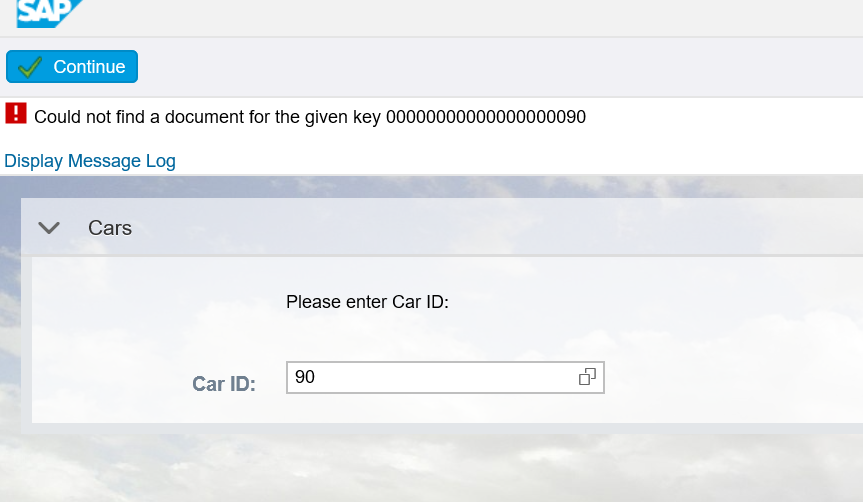 SAP
Continue
! Could not find a document for the given key 00000000000000000090
Display Message Log
Cars
Please enter Car ID:
Car ID: 90